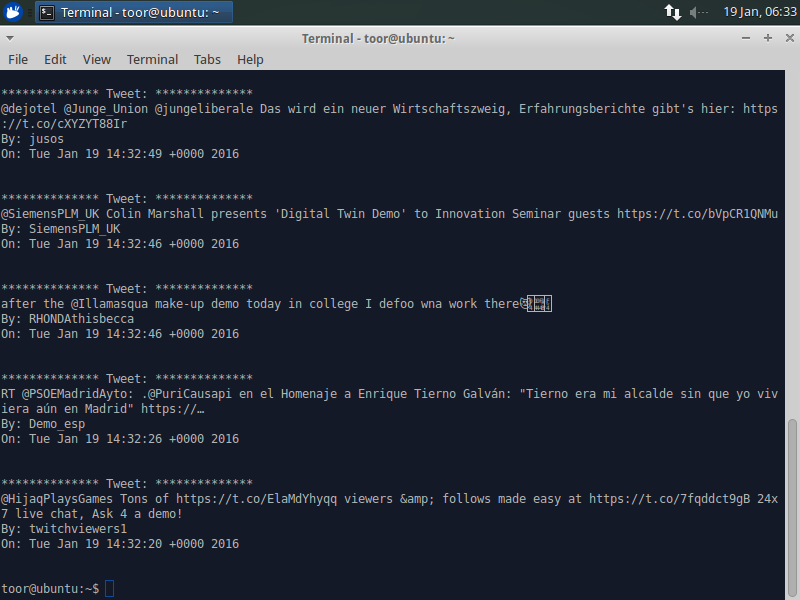 Terminal - toor@ubuntu: ~
19 Jan, 06:33
Terminal - toor@ubuntu: ~
File Edit View Terminal Tabs Help
************** Tweet: **************
@dejotel @Junge_Union @jungeliberale Das wird ein neuer Wirtschaftszweig, Erfahrungsberichte gibt's hier: https
://t.co/cXYZYT88Ir
By: jusos
On: Tue Jan 19 14:32:49 +0000 2016
************** Tweet: **************
@SiemensPLM_UK Colin Marshall presents 'Digital Twin Demo' to Innovation Seminar guests https://t.co/bVpCR1QNMu
By: SiemensPLM_UK
On: Tue Jan 19 14:32:46 +0000 2016
************** Tweet: **************
after the @Illamasqua make-up demo today in college I defoo wna work there
By: RHONDAthisbecca
On: Tue Jan 19 14:32:46 +0000 2016
************** Tweet: **************
RT @PSOEMadridAyto: .@PuriCausapi en el Homenaje a Enrique Tierno Galván: "Tierno era mi alcalde sin que yo viv
iera aún en Madrid" https://…
By: Demo_esp
On: Tue Jan 19 14:32:26 +0000 2016
************** Tweet: **************
@HijaqPlaysGames Tons of https://t.co/ElaMdYhyqq viewers &amp; follows made easy at https://t.co/7fqddct9gB 24x
7 live chat, Ask 4 a demo!
By: twitchviewers1
On: Tue Jan 19 14:32:20 +0000 2016
toor@ubuntu:~$